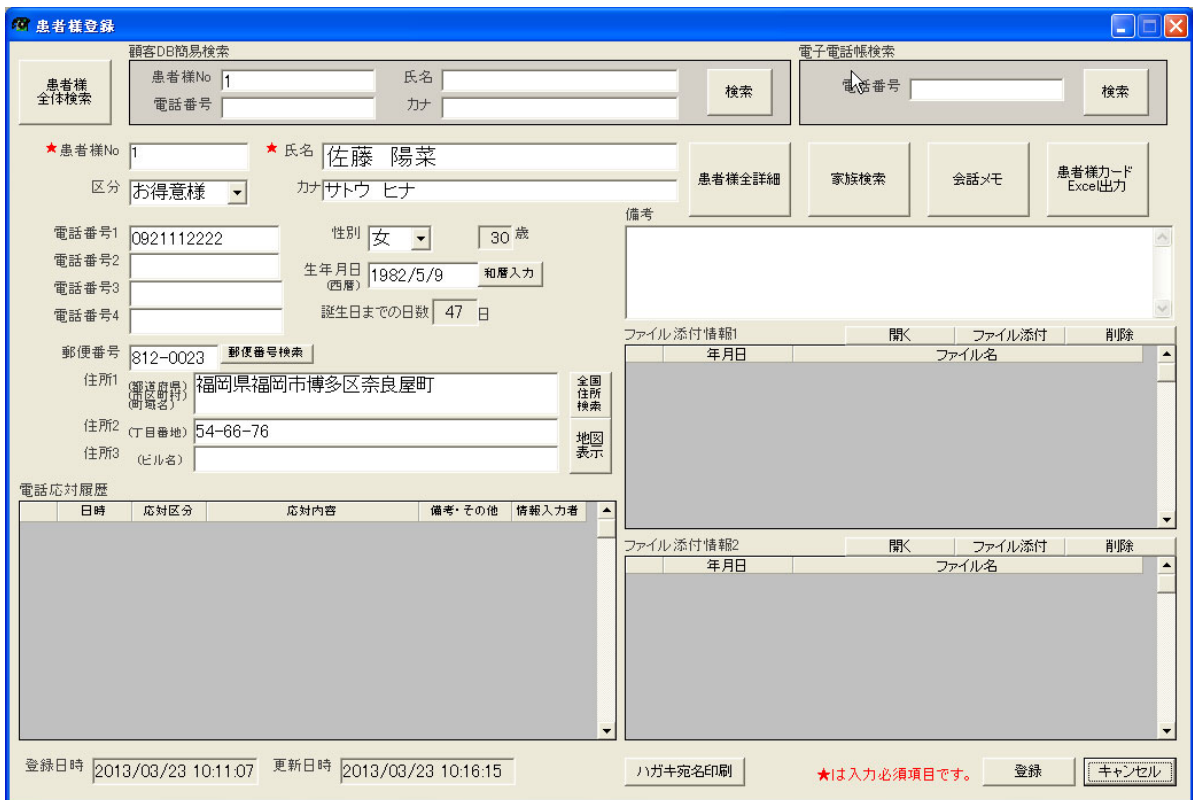 患者様登録
顧客DB簡易検索
電子電話帳検索
患者様
全体検索
患者様No 1 氏名
電話番号 カナ
検索
電話番号
検索
★患者様No 1 ★ 氏名 佐藤 陽菜
区分 お得意様 カナ サトウ ヒナ
患者様全詳細
家族検索
会話メモ
患者様カード
Excel出力
備考
電話番号1 0921112222 性別 女 30 歳
電話番号2
生年月日 1982/5/9 和暦入力
(西暦)
電話番号3
誕生日までの日数 47 日
電話番号4
郵便番号 812-0023 郵便番号検索
住所1 (都道府県) 福岡県福岡市博多区奈良屋町
(市区町村)
(町域名)
全国
住所
検索
住所2 (丁目番地) 54-66-76
地図
表示
住所3 (ビル名)
ファイル添付情報1 開く ファイル添付 削除
年月日 ファイル名
電話応対履歴
日時 応対区分 応対内容 備考・その他 情報入力者
ファイル添付情報2 開く ファイル添付 削除
年月日 ファイル名
登録日時 2013/03/23 10:11:07 更新日時 2013/03/23 10:16:15
ハガキ宛名印刷
★は入力必須項目です。
登録
キャンセル